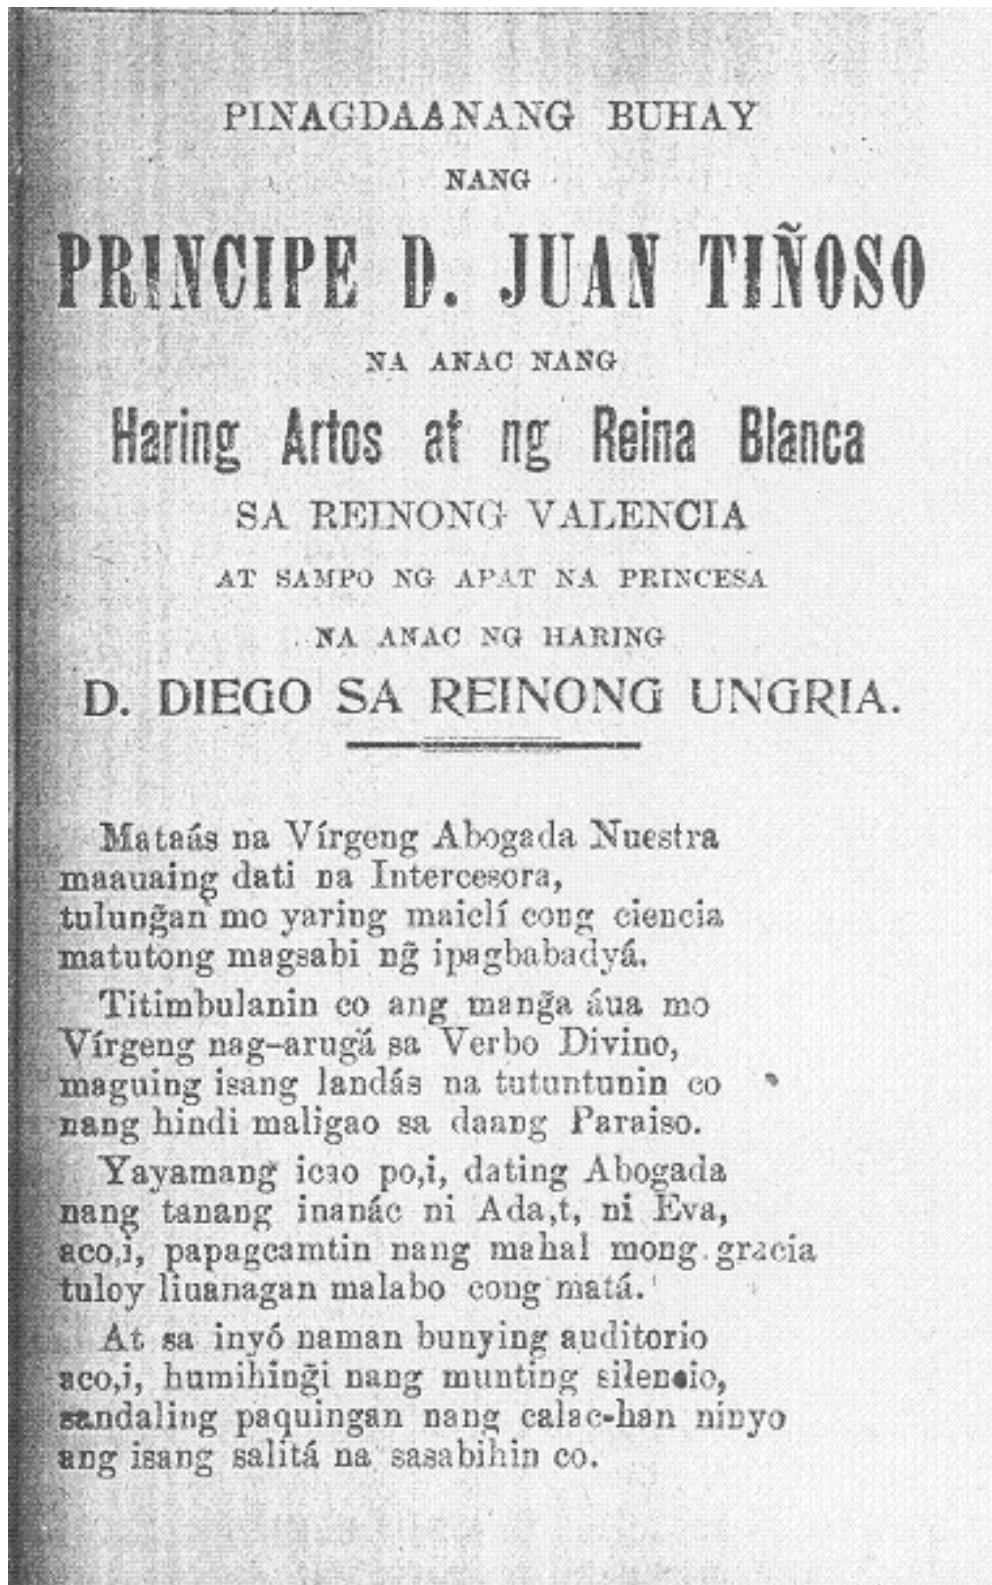 PINAGDAANANG BUHAY
NANG
PRINCIPE D. JUAN TIÑOSO
NA ANAC NANG
Haring Artos at ng Reina Blanca
SA REINONG VALENCIA
AT SAMPO NG APAT NA PRINCESA
NA ANAC NG HARING
D. DIEGO SA REINONG UNGRIA.
Mataás na Vírgeng Abogada Nuestra
maauaing dati na Intercesora,
tulung̃an mo yaring maiclí cong ciencia
matutong magsabi ng̃ ipagbabadyá.
Titimbulanin co ang mang̃a áua mo
Vírgeng nag-arugã sa Verbo Divino,
maguing isang landás na tutuntunin co
nang hindi maligao sa daang Paraiso.
Yayamang icao po,i, dating Abogada
nang tanang inanác ni Ada,t, ni Eva,
aco,i, papagcamtin nang mahal mong gracia
tuloy liuanagan malabo cong matá.
At sa inyó naman bunying auditorio
aco,i, humihing̃i nang munting silencio,
sandaling paquingan nang calac-han ninyo
ang isang salitá na sasabihin co.